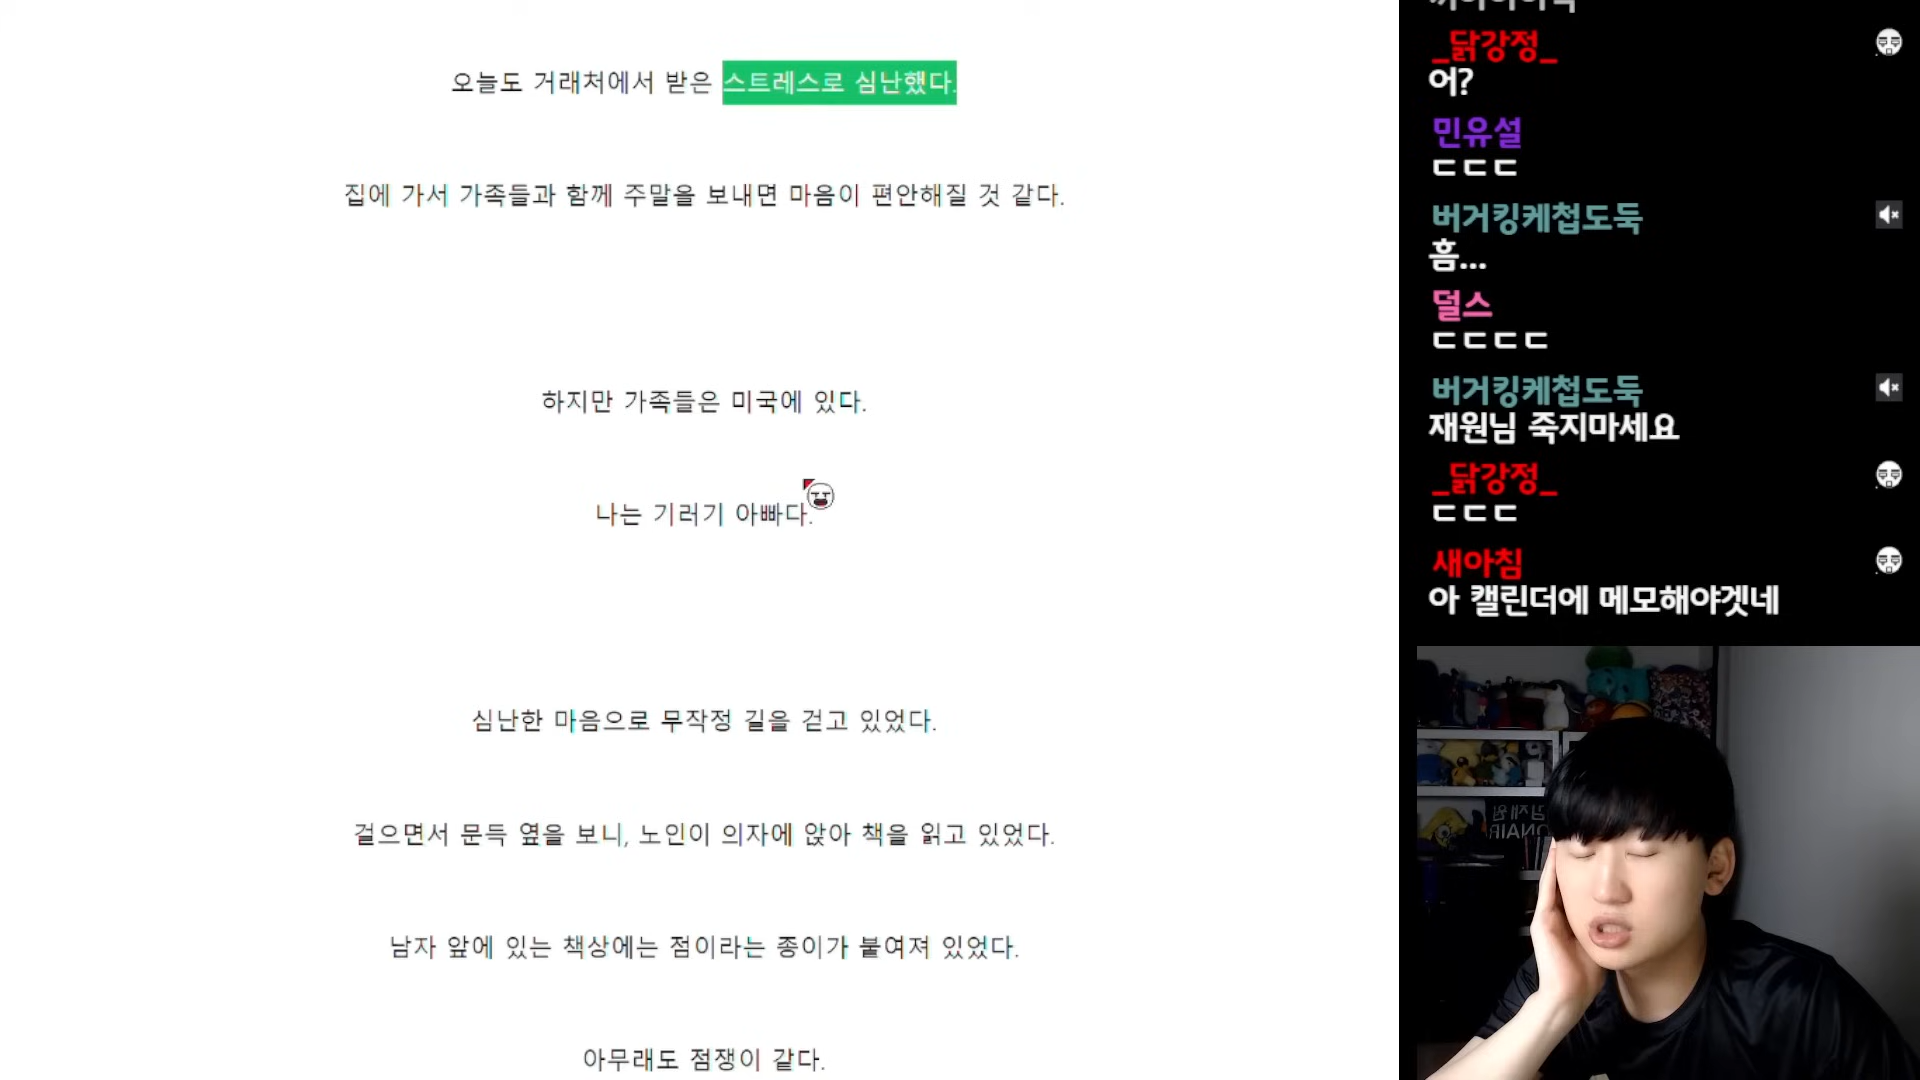 오늘도 거래처에서 받은 스트레스로 심난했다.
집에 가서 가족들과 함께 주말을 보내면 마음이 편안해질 것 같다.
하지만 가족들은 미국에 있다.
나는 기러기 아빠다.
심난한 마음으로 무작정 길을 걷고 있었다.
걸으면서 문득 옆을 보니, 노인이 의자에 앉아 책을 읽고 있었다.
남자 앞에 있는 책상에는 점이라는 종이가 붙여져 있었다.
아무래도 점쟁이 같다.
_닭강정_
어?
민유설
ㄷㄷㄷ
버거킹케첩도둑
흠...
덜스
ㄷㄷㄷㄷ
버거킹케첩도둑
재원님 죽지마세요
_닭강정_
ㄷㄷㄷ
새아침
아 캘린더에 메모해야겟네
김재원
ONAIR